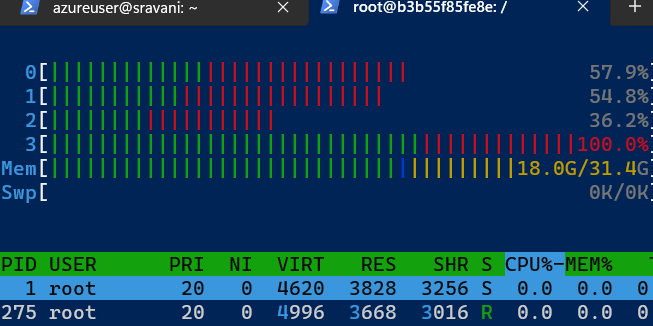 azureuser@sravani: ~
root@b3b55f85fe8e: /
0[||||||||||||||||||||||||||||||| 57.9%]
1[|||||||||||||||||||||||||||| 54.8%]
2[||||||||||||||||||| 36.2%]
3[||||||||||||||||||||||||||||||||||||||||||||100.0%]
Mem[|||||||||||||||||||||||||||||||||||||||18.0G/31.4G
Swp[ 0K/0K]
PID USER PRI NI VIRT RES SHR S CPU%-MEM%
1 root 20 0 4620 3828 3256 S 0.0 0.0 0
275 root 20 0 4996 3668 3016 R 0.0 0.0 0